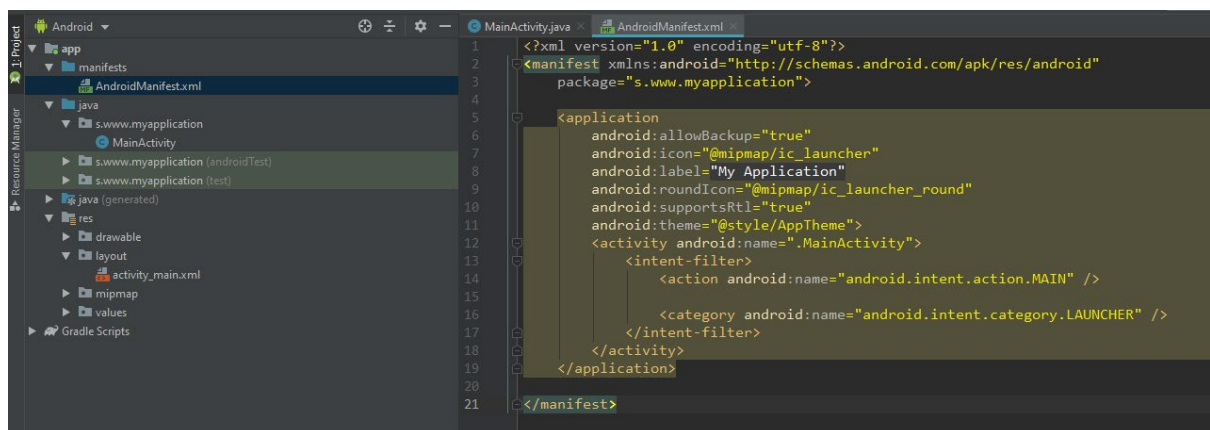 Android
1: Project
Resource Manager
app
manifests
AndroidManifest.xml
java
s.www.myapplication
MainActivity
s.www.myapplication (androidTest)
s.www.myapplication (test)
java (generated)
res
drawable
layout
activity_main.xml
mipmap
values
Gradle Scripts
MainActivity.java
AndroidManifest.xml
1 <?xml version="1.0" encoding="utf-8"?>
2 <manifest xmlns:android="http://schemas.android.com/apk/res/android"
3 package="s.www.myapplication">
4
5 <application
6 android:allowBackup="true"
7 android:icon="@mipmap/ic_launcher"
8 android:label="My Application"
9 android:roundIcon="@mipmap/ic_launcher_round"
10 android:supportsRtl="true"
11 android:theme="@style/AppTheme">
12 <activity android:name=".MainActivity">
13 <intent-filter>
14 <action android:name="android.intent.action.MAIN" />
15
16 <category android:name="android.intent.category.LAUNCHER" />
17 </intent-filter>
18 </activity>
19 </application>
20
21 </manifest>